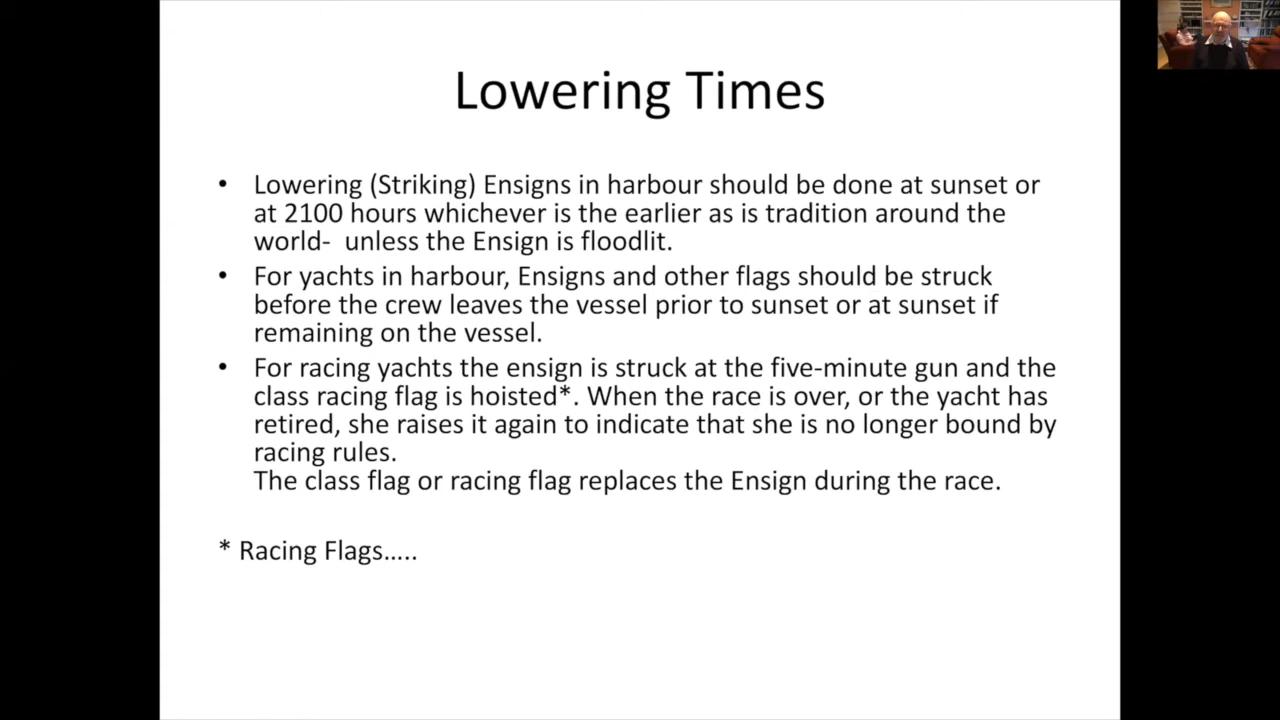 Lowering Times
• Lowering (Striking) Ensigns in harbour should be done at sunset or
at 2100 hours whichever is the earlier as is tradition around the
world-  unless the Ensign is floodlit.
• For yachts in harbour, Ensigns and other flags should be struck
before the crew leaves the vessel prior to sunset or at sunset if
remaining on the vessel.
• For racing yachts the ensign is struck at the five-minute gun and the
class racing flag is hoisted*. When the race is over, or the yacht has
retired, she raises it again to indicate that she is no longer bound by
racing rules.
The class flag or racing flag replaces the Ensign during the race.
* Racing Flags…..